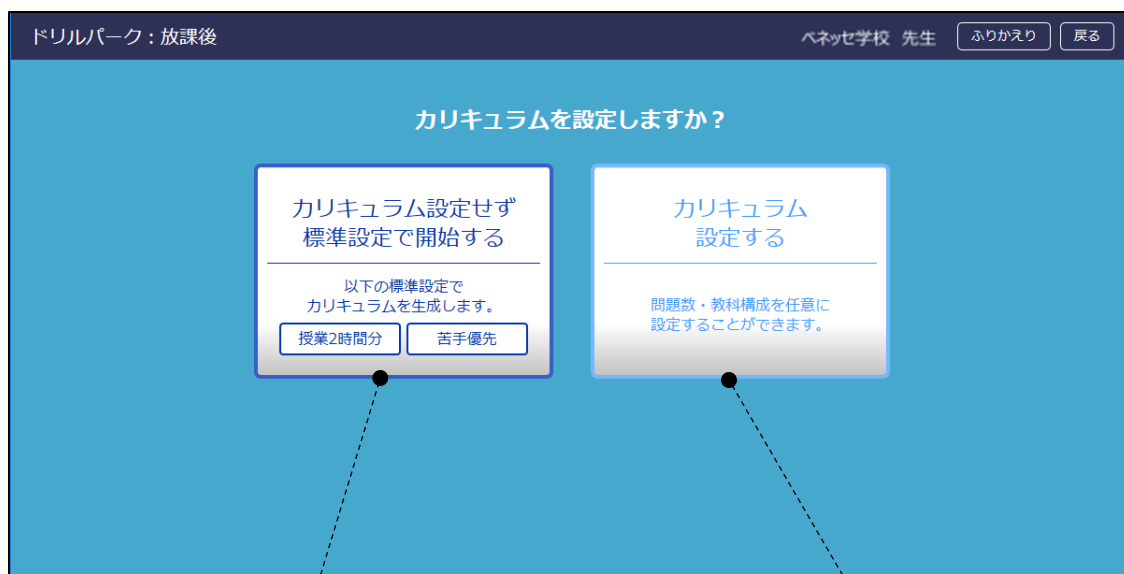 ドリルパーク：放課後
ベネッセ学校 先生
ふりかえり
戻る
カリキュラムを設定しますか？
カリキュラム設定せず
標準設定で開始する
以下の標準設定で
カリキュラムを生成します。
授業2時間分
苦手優先
カリキュラム
設定する
問題数・教科構成を任意に
設定することができます。